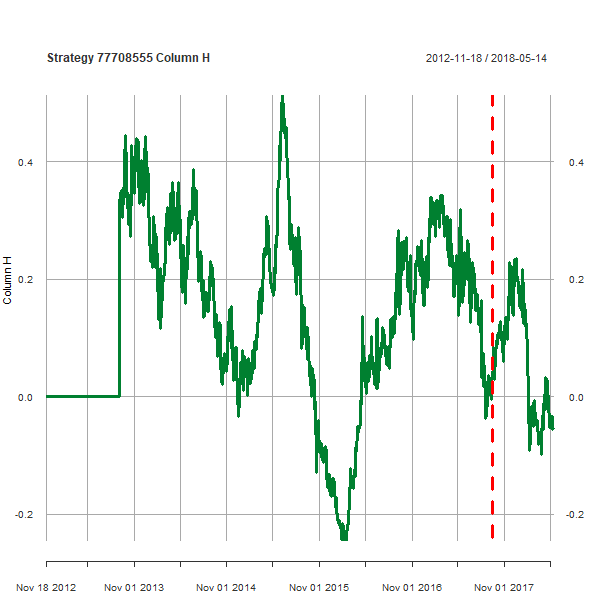 Strategy 77708555 Column H
2012-11-18 / 2018-05-14
0.4
0.4
0.2
0.2
Column H
0.0
0.0
-0.2
-0.2
Nov 18 2012
Nov 01 2013
Nov 01 2014
Nov 01 2015
Nov 01 2016
Nov 01 2017